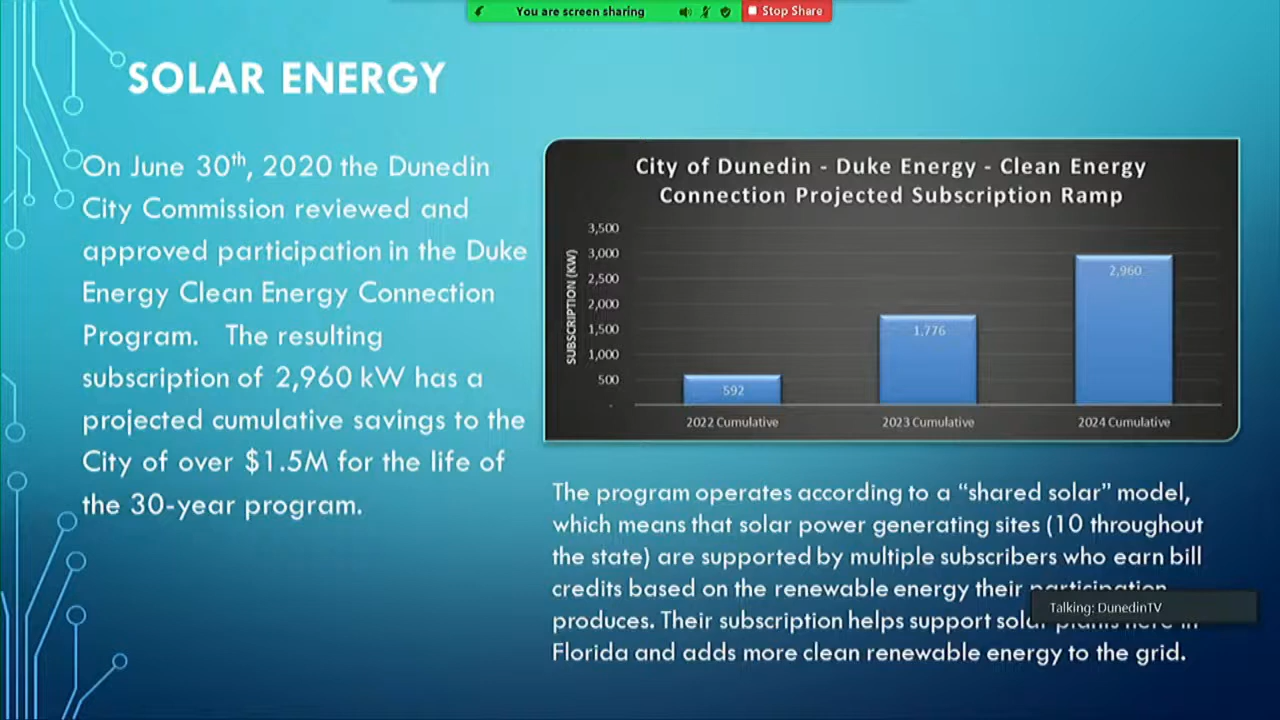 You are screen sharing
Stop Share
SOLAR ENERGY
On June 30th, 2020 the Dunedin
City Commission reviewed and
approved participation in the Duke
Energy Clean Energy Connection
Program. The resulting
subscription of 2,960 kW has a
projected cumulative savings to the
City of over $1.5M for the life of
the 30-year program.
City of Dunedin - Duke Energy - Clean Energy
Connection Projected Subscription Ramp
SUBSCRIPTION (KW)
3,500
3,000
2,500
2,000
1,500
1,000
500
-
592
1,776
2,960
2022 Cumulative
2023 Cumulative
2024 Cumulative
The program operates according to a “shared solar” model,
which means that solar power generating sites (10 throughout
the state) are supported by multiple subscribers who earn bill
credits based on the renewable energy their participation
produces. Their subscription helps support solar plants here in
Florida and adds more clean renewable energy to the grid.
Talking: DunedinTV